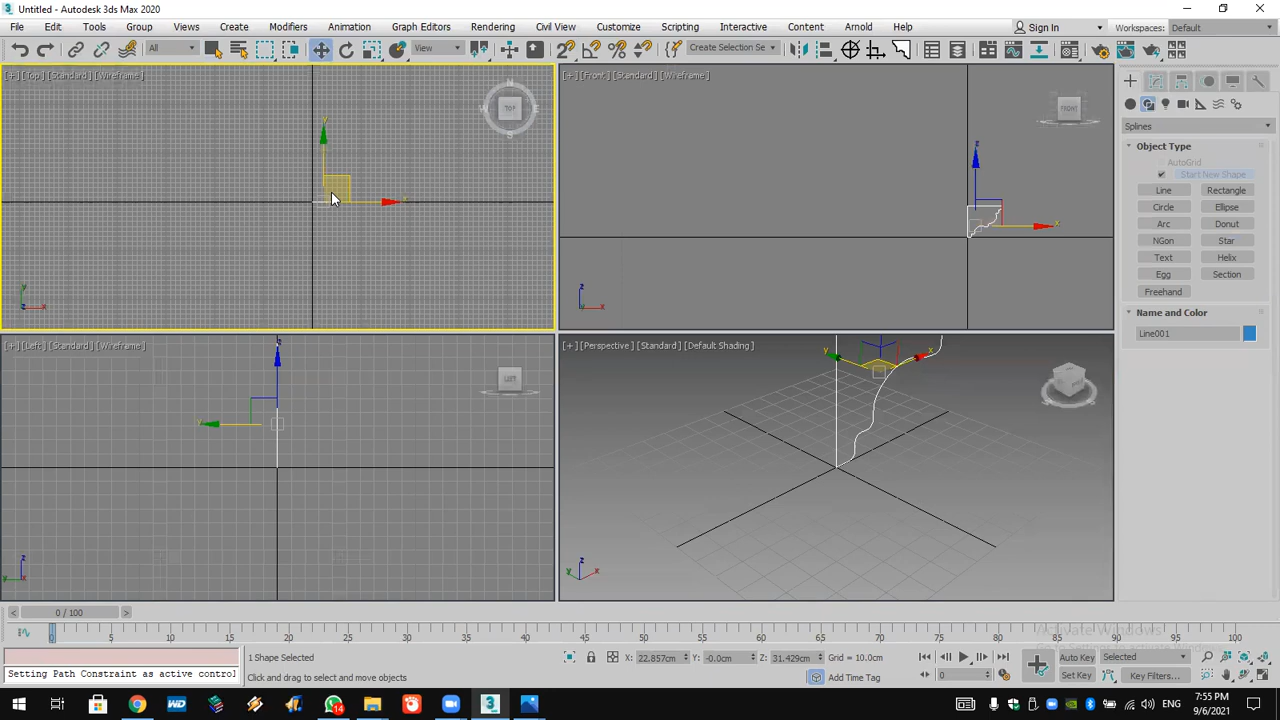 Untitled - Autodesk 3ds Max 2020
File Edit Tools Group Views Create Modifiers Animation Graph Editors Rendering Civil View Customize Scripting Interactive Content Arnold Help Sign In Workspaces: Default
All View Create Selection Se
[+] [Top] [Standard] [Wireframe]
N
W TOP E
S
y
x
y
z x
[+] [Front] [Standard] [Wireframe]
FRONT
z
x
z
x
[+] [Left] [Standard] [Wireframe]
LEFT
z
y
z
y
[+] [Perspective] [Standard] [Default Shading]
y x
z
y x
Splines
Object Type
AutoGrid
Start New Shape
Line Rectangle
Circle Ellipse
Arc Donut
NGon Star
Text Helix
Egg Section
Freehand
Name and Color
Line001
< 0 / 100 >
0 5 10 15 20 25 30 35 40 45 50 55 60 65 70 75 80 85 90 95 100
Activate Windows
1 Shape Selected X: 22.857cm Y: -0.0cm Z: 31.429cm Grid = 10.0cm Auto Key Selected
Setting Path Constraint as active control Click and drag to select and move objects Add Time Tag 0 Set Key Key Filters...
14
ENG
7:55 PM
9/6/2021